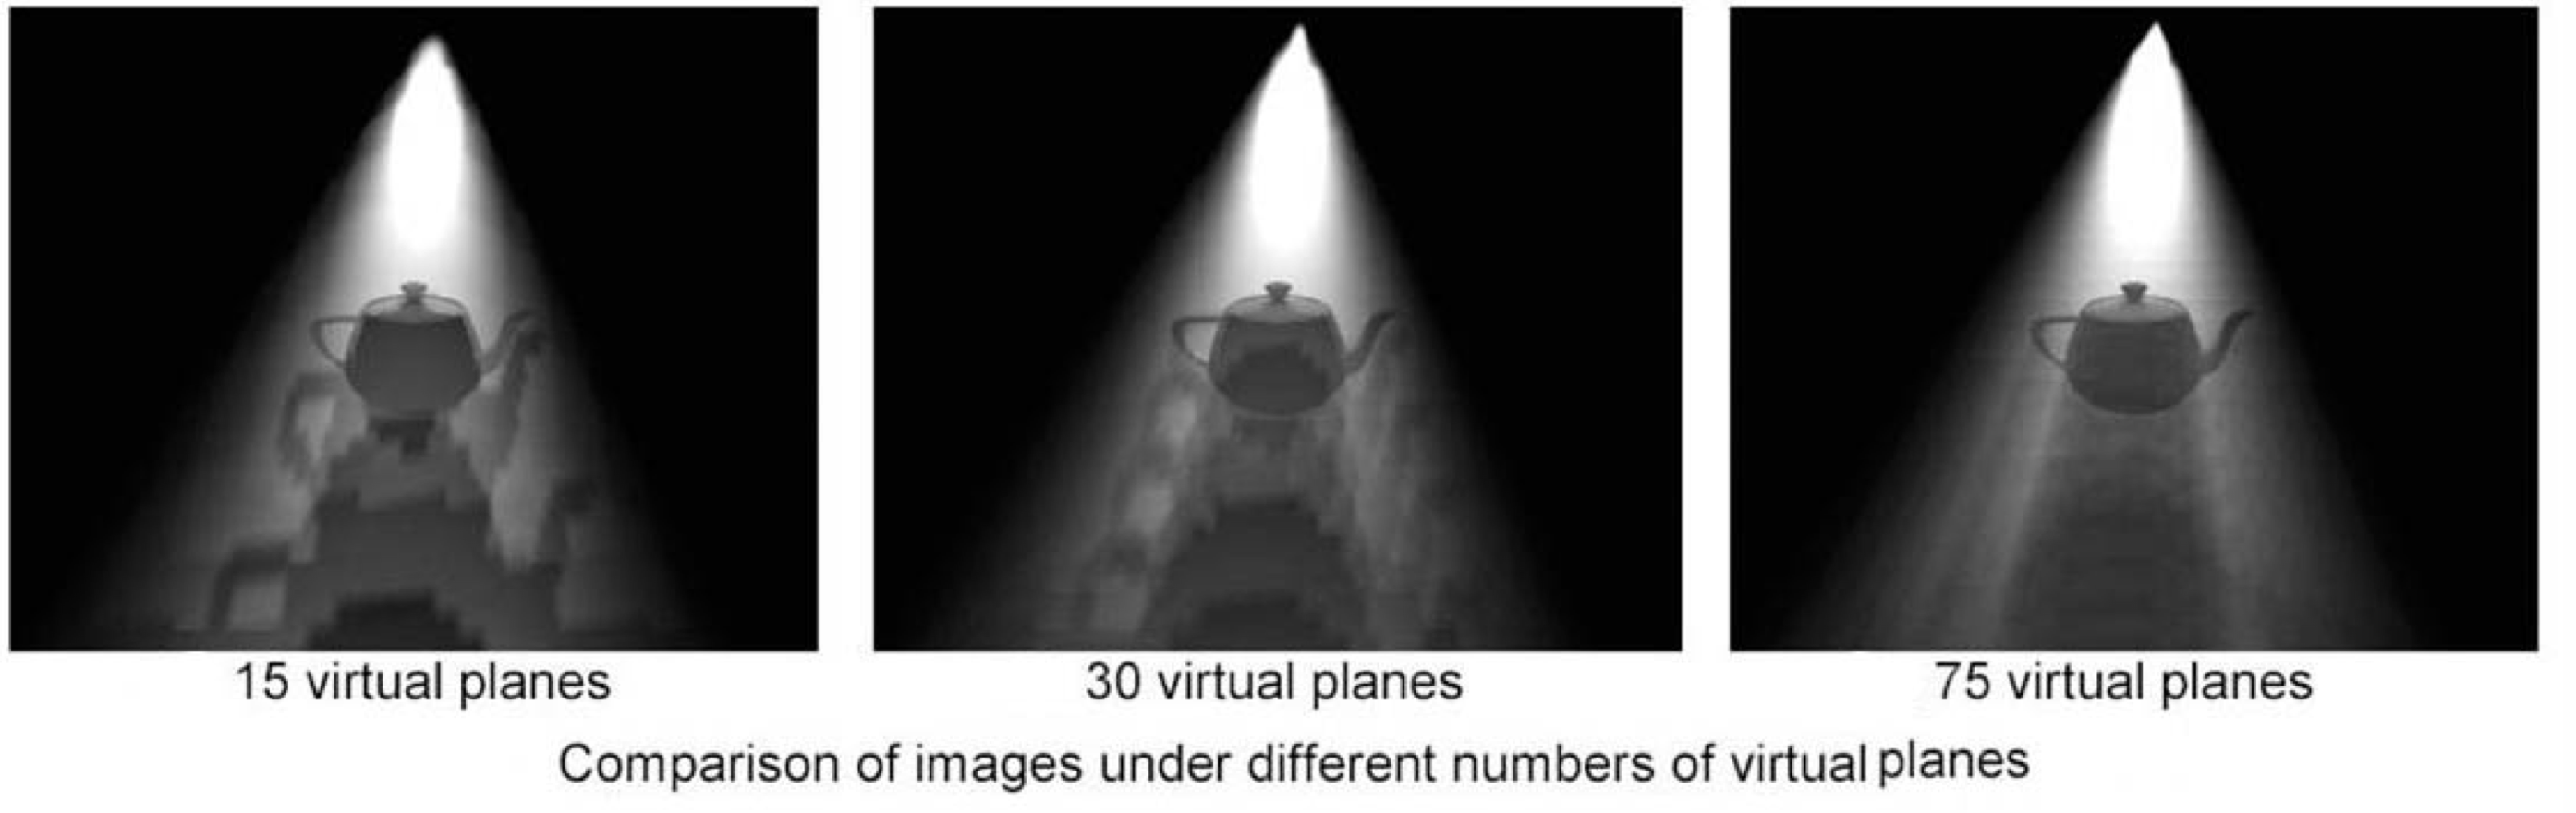 15 virtual planes
30 virtual planes
75 virtual planes
Comparison of images under different numbers of virtual planes